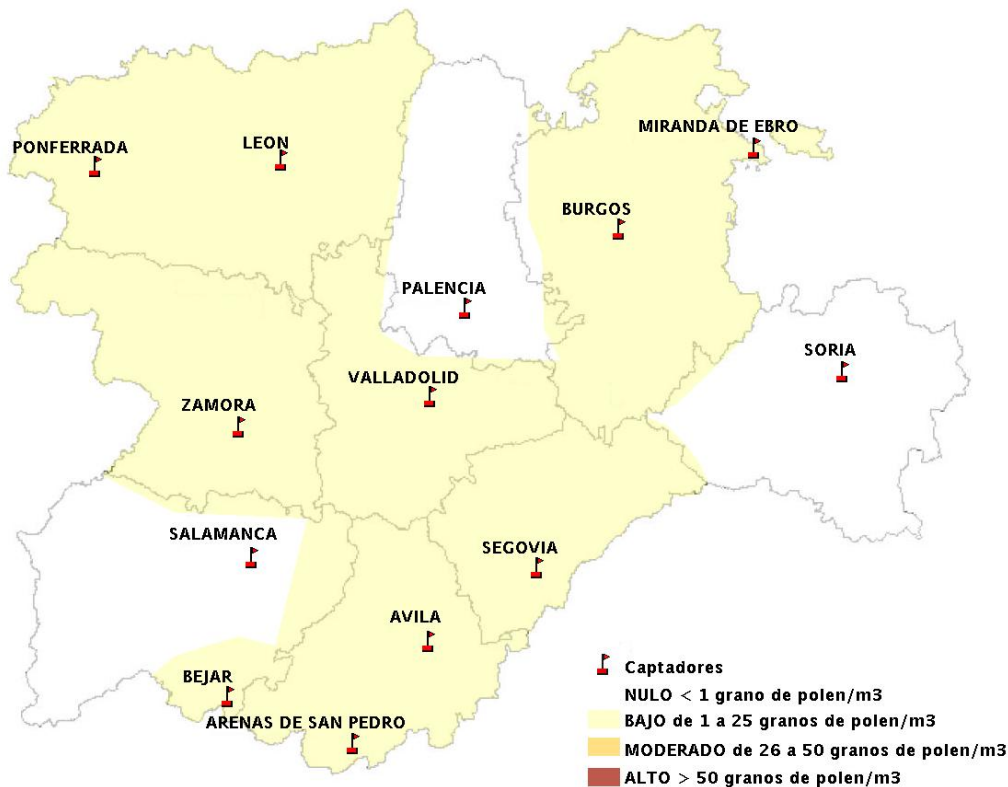 MIRANDA DE EBRO
PONFERRADA
LEON
BURGOS
PALENCIA
SORIA
VALLADOLID
ZAMORA
SALAMANCA
SEGOVIA
AVILA
BEJAR
ARENAS DE SAN PEDRO
Captadores
NULO < 1 grano de polen/m3
BAJO de 1 a 25 granos de polen/m3
MODERADO de 26 a 50 granos de polen/m3
ALTO > 50 granos de polen/m3